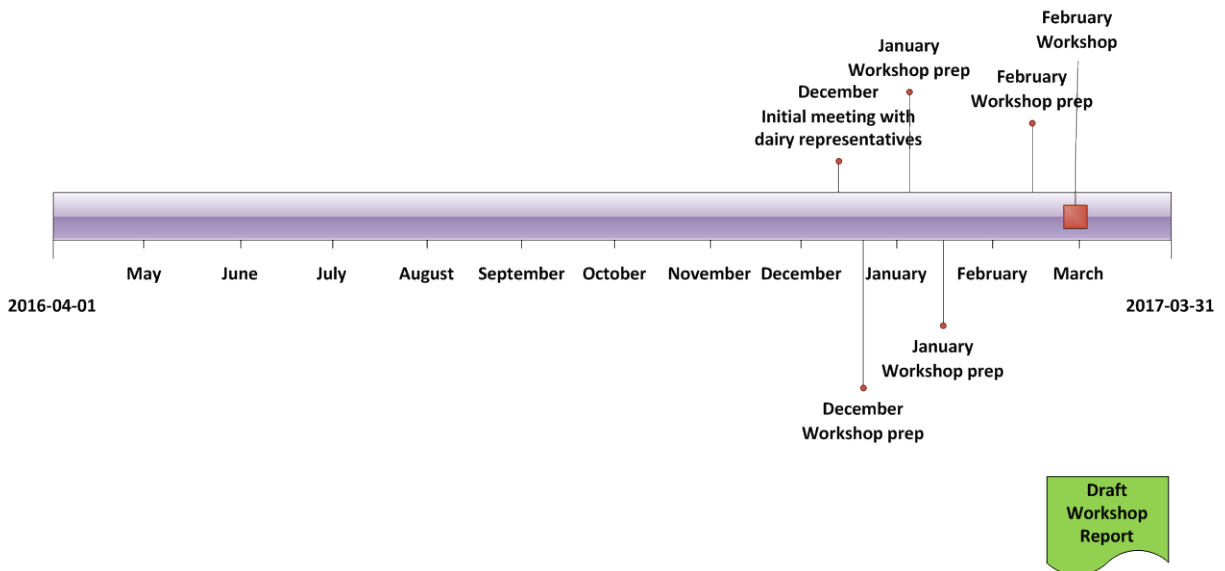 February
Workshop
January
Workshop prep
February
Workshop prep
December
Initial meeting with
dairy representatives
May
June
July
August
September
October
November
December
January
February
March
2016-04-01
2017-03-31
January
Workshop prep
December
Workshop prep
Draft
Workshop
Report